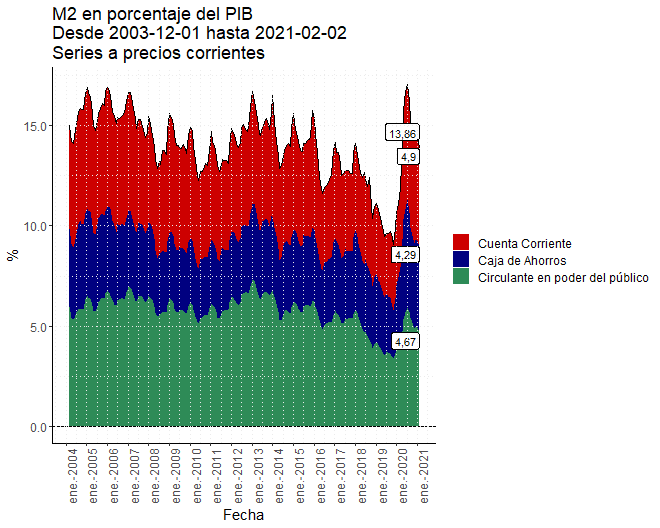 M2 en porcentaje del PIB
Desde 2003-12-01 hasta 2021-02-02
Series a precios corrientes
%
15.0
10.0
5.0
0.0
13,86
4,9
4,29
4,67
Cuenta Corriente
Caja de Ahorros
Circulante en poder del público
ene.-2004
ene.-2005
ene.-2006
ene.-2007
ene.-2008
ene.-2009
ene.-2010
ene.-2011
ene.-2012
ene.-2013
ene.-2014
ene.-2015
ene.-2016
ene.-2017
ene.-2018
ene.-2019
ene.-2020
ene.-2021
Fecha